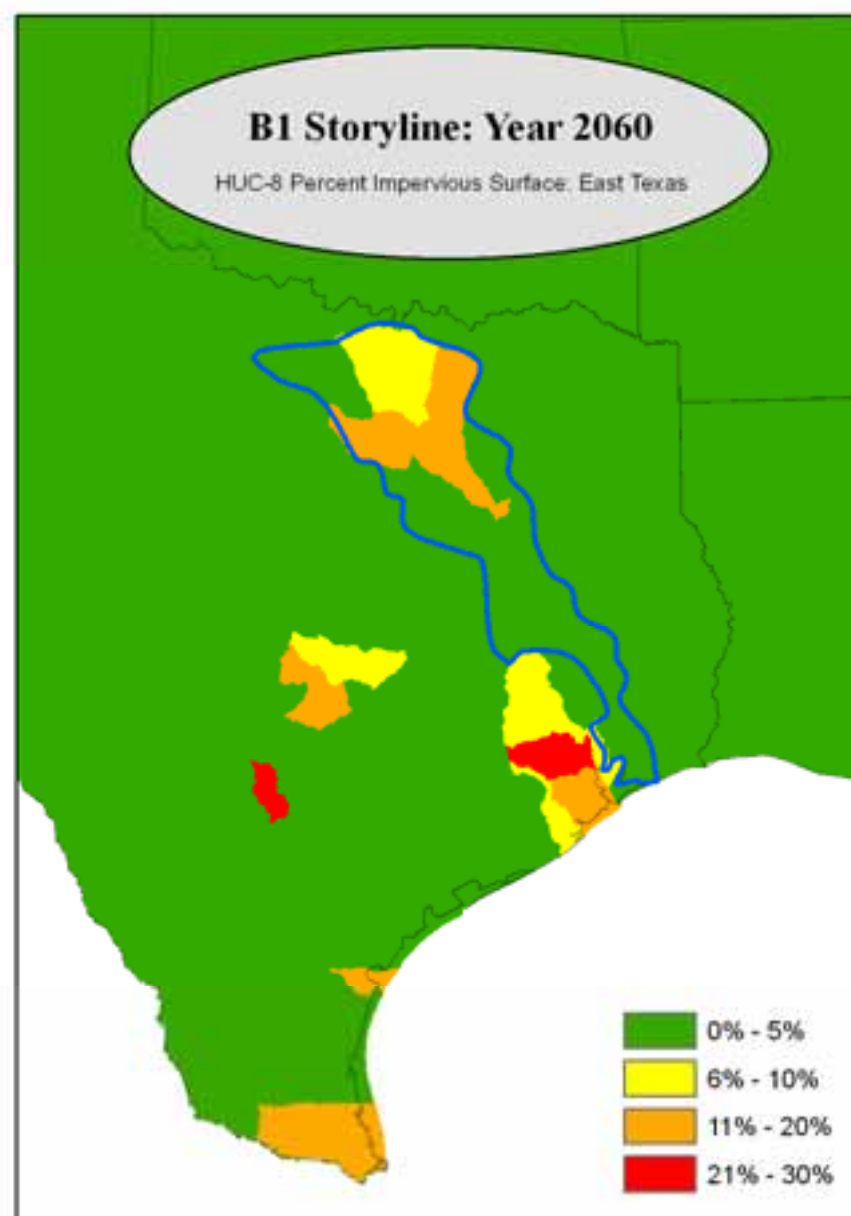 B1 Storyline: Year 2060
HUC-8 Percent Impervious Surface: East Texas
0% - 5%
6% - 10%
11% - 20%
21% - 30%